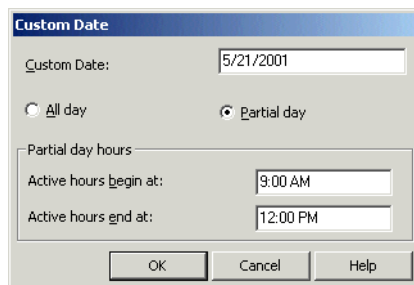 Custom Date
Custom Date: 5/21/2001
All day Partial day
Partial day hours
Active hours begin at: 9:00 AM
Active hours end at: 12:00 PM
OK Cancel Help